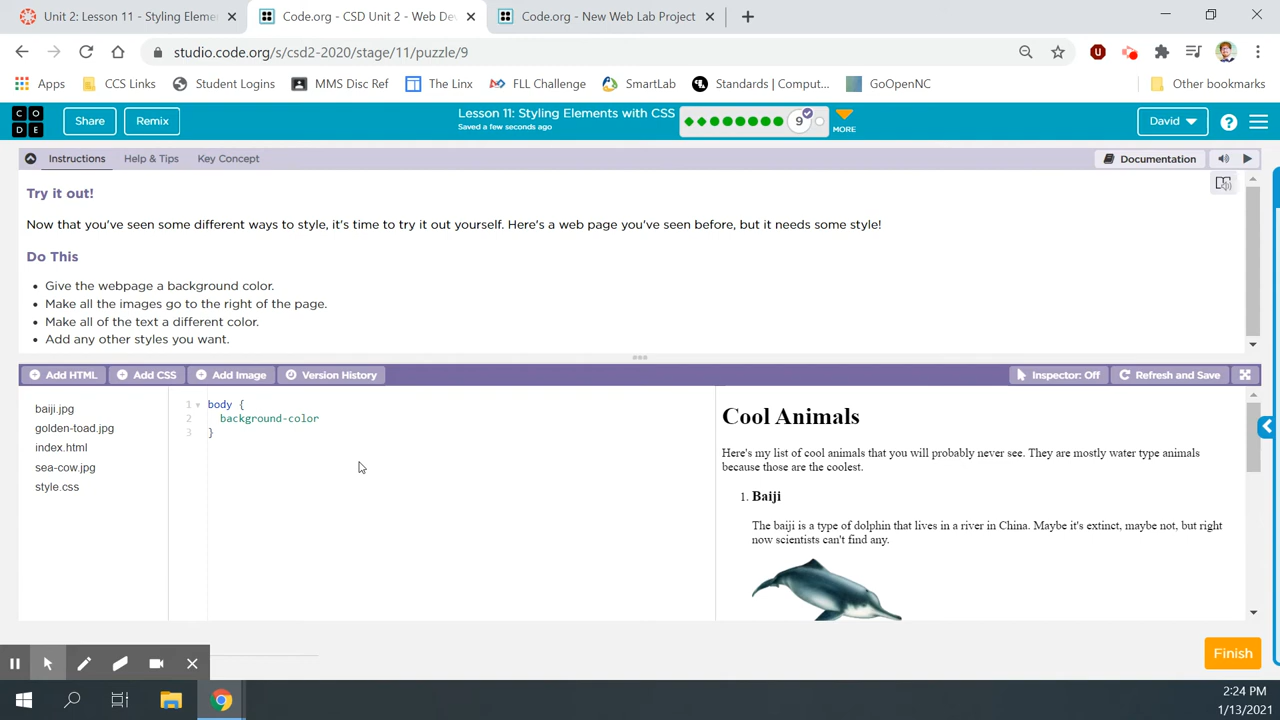 Unit 2: Lesson 11 - Styling Eleme
Code.org - CSD Unit 2 - Web De
Code.org - New Web Lab Project
studio.code.org/s/csd2-2020/stage/11/puzzle/9
Apps
CCS Links
Student Logins
MMS Disc Ref
The Linx
FLL Challenge
SmartLab
Standards | Comput...
GoOpenNC
Other bookmarks
C O
D E
Share
Remix
Lesson 11: Styling Elements with CSS
Saved a few seconds ago
9
MORE
David
Instructions
Help & Tips
Key Concept
Documentation
Try it out!
Now that you've seen some different ways to style, it's time to try it out yourself. Here's a web page you've seen before, but it needs some style!
Do This
• Give the webpage a background color.
• Make all the images go to the right of the page.
• Make all of the text a different color.
• Add any other styles you want.
Add HTML
Add CSS
Add Image
Version History
Inspector: Off
Refresh and Save
baiji.jpg
golden-toad.jpg
index.html
sea-cow.jpg
style.css
1 body {
2 background-color
3 }
Cool Animals
Here's my list of cool animals that you will probably never see. They are mostly water type animals
because those are the coolest.
1. Baiji
The baiji is a type of dolphin that lives in a river in China. Maybe it's extinct, maybe not, but right
now scientists can't find any.
Finish
2:24 PM
1/13/2021